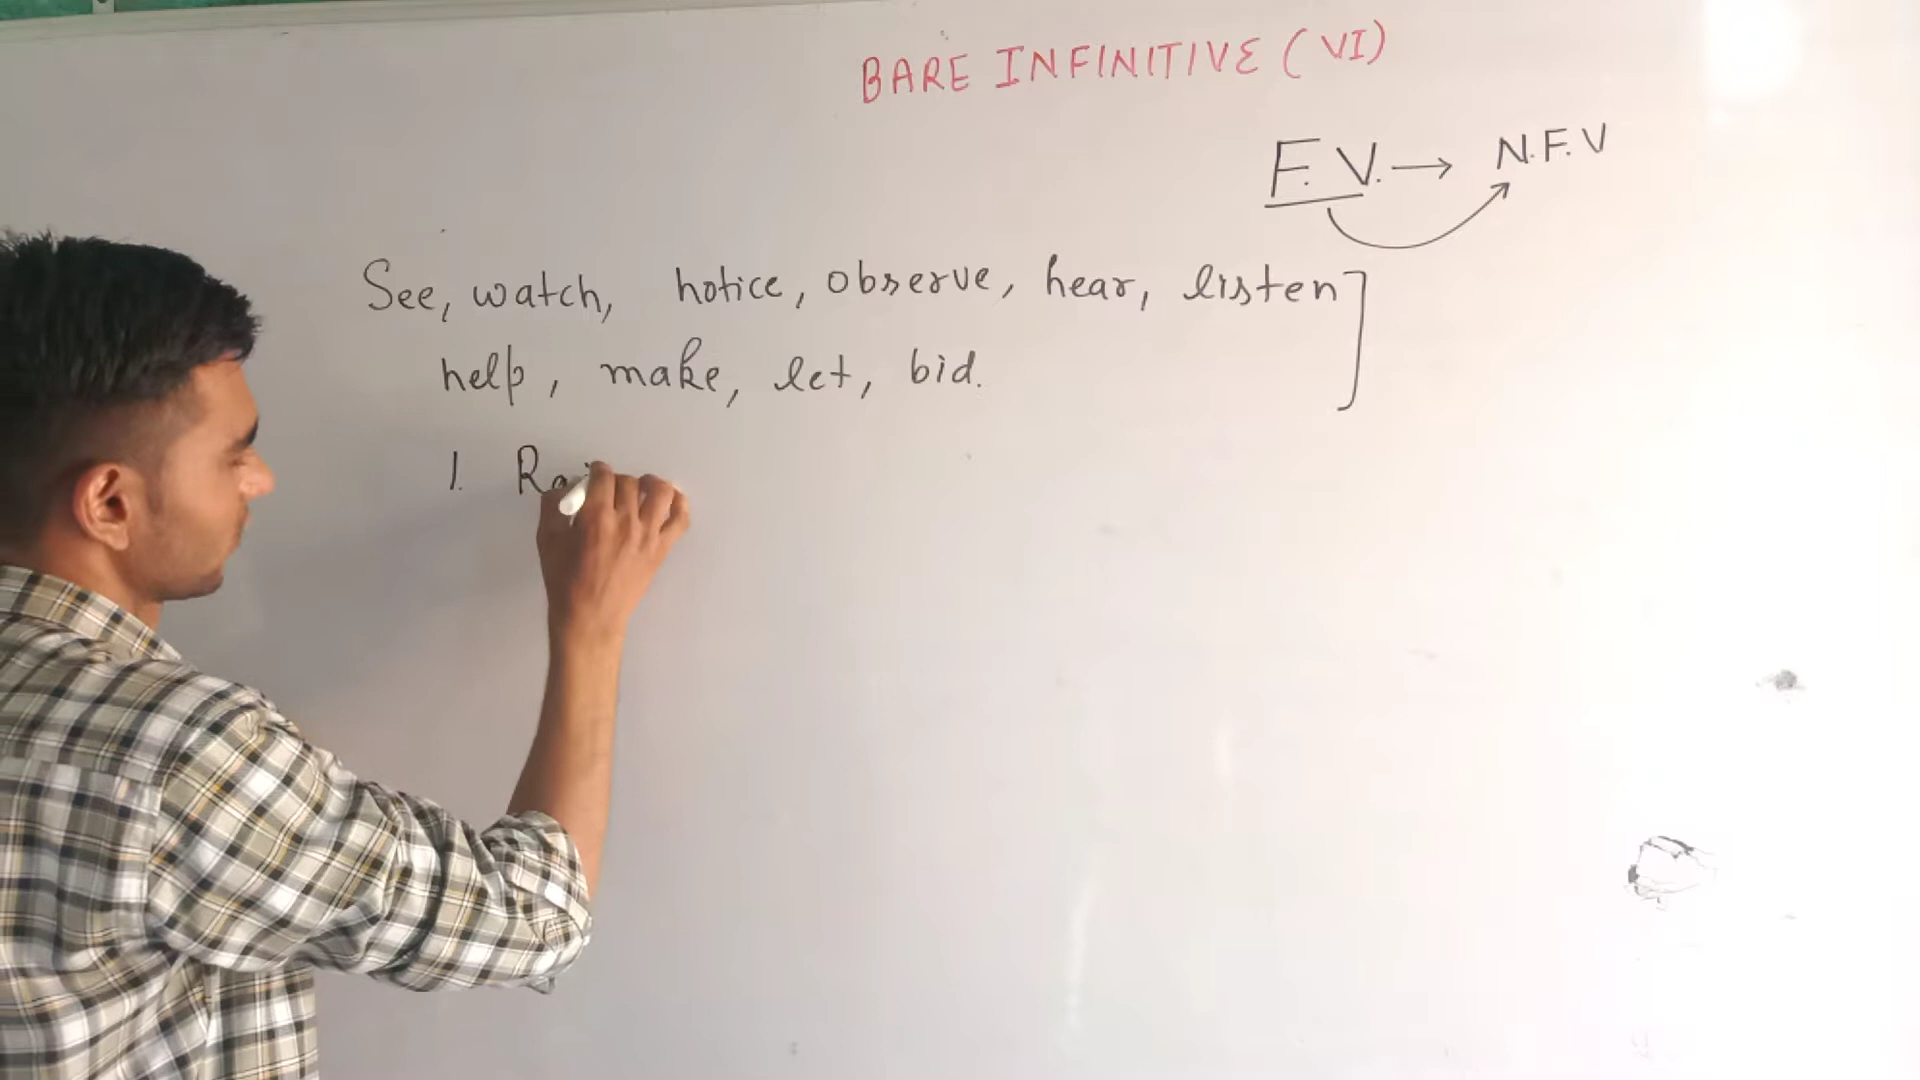 BARE INFINITIVE (VI)
F.V. → N.F.V
See, watch, notice, observe, hear, listen]
help, make, let, bid.
1.